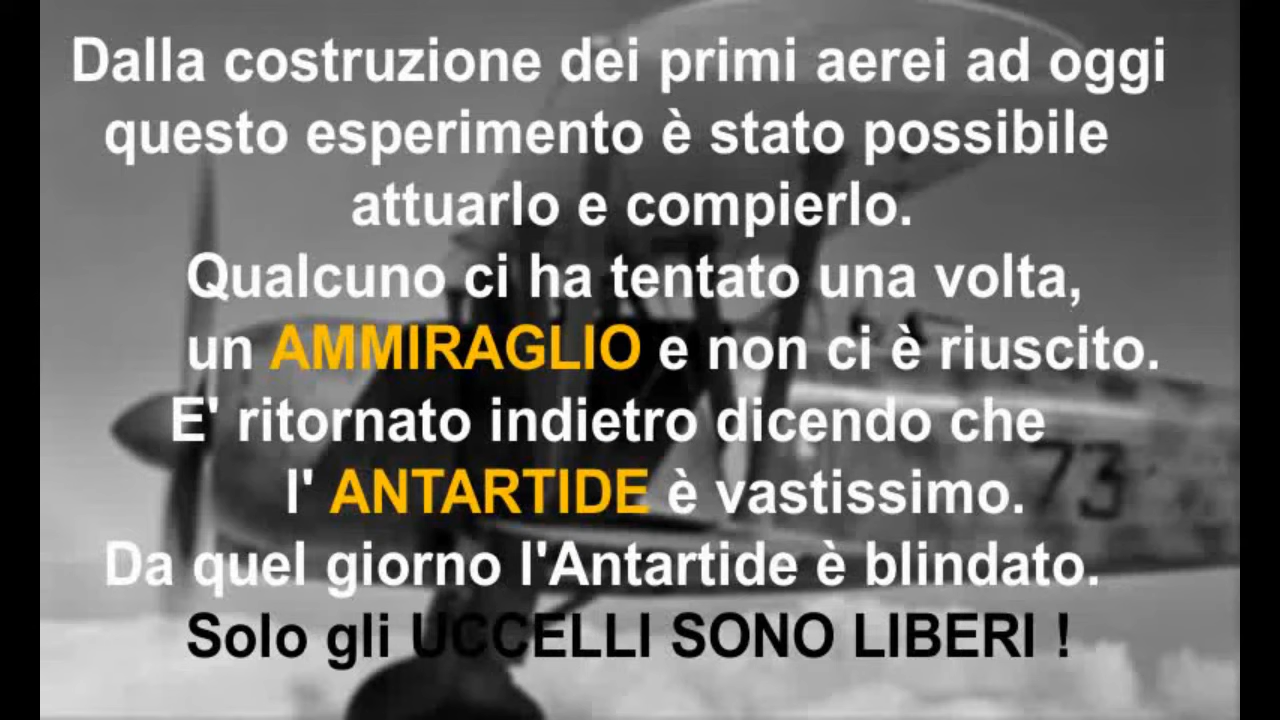 Dalla costruzione dei primi aerei ad oggi
questo esperimento è stato possibile
attuarlo e compierlo.
Qualcuno ci ha tentato una volta,
un AMMIRAGLIO e non ci è riuscito.
E' ritornato indietro dicendo che
l' ANTARTIDE è vastissimo.
73
Da quel giorno l'Antartide è blindato.
Solo gli UCCELLI SONO LIBERI !